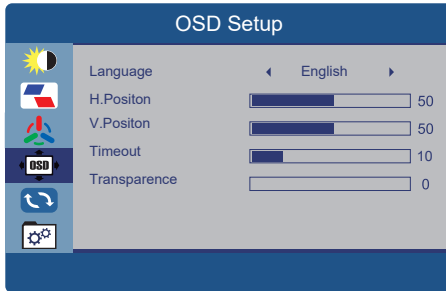 OSD Setup
Language English
H.Positon 50
V.Positon 50
Timeout 10
OSD
Transparence 0